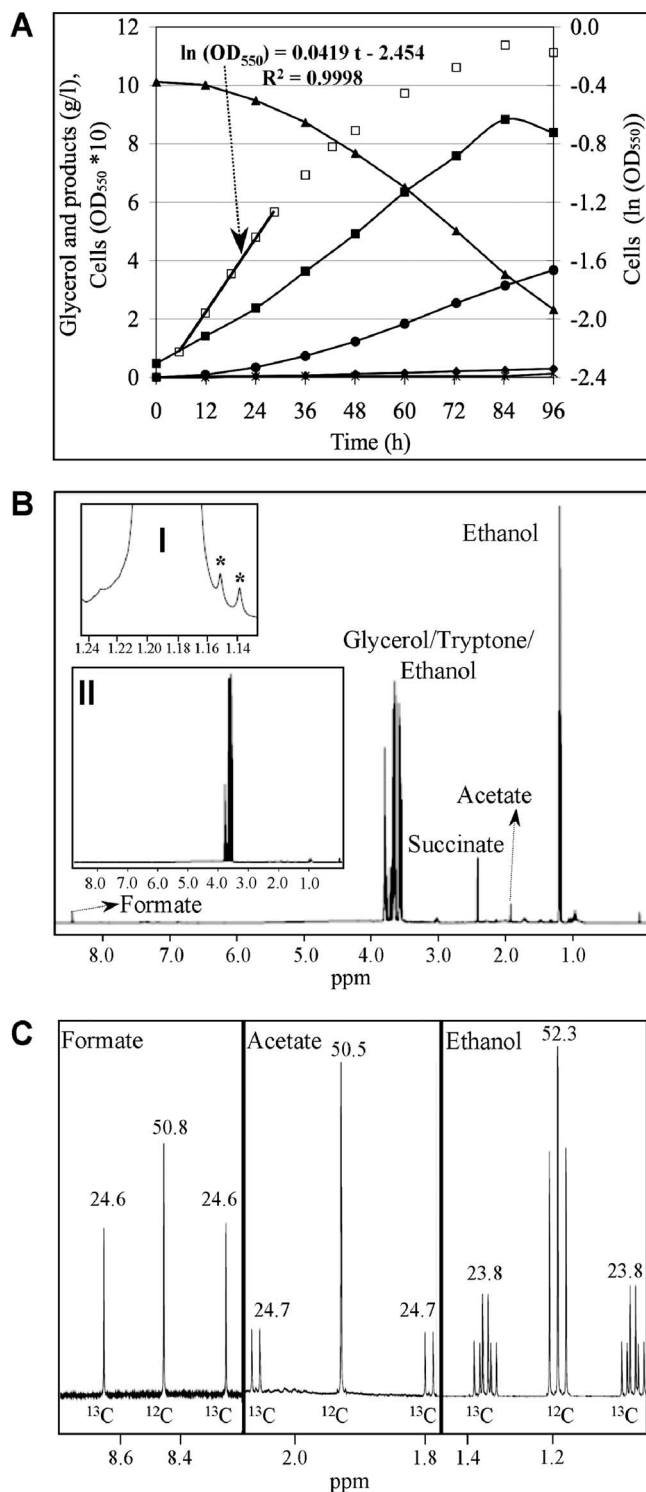 A
ln (OD₅₅₀) = 0.0419 t - 2.454
R² = 0.9998
Glycerol and products (g/l),
Cells (OD₅₅₀ *10)
12
10
8
6
4
2
0
0.0
-0.4
-0.8
-1.2
-1.6
-2.0
-2.4
Cells (ln (OD₅₅₀))
0 12 24 36 48 60 72 84 96
Time (h)
B
I
* *
1.24 1.22 1.20 1.18 1.16 1.14
Ethanol
Glycerol/Tryptone/
Ethanol
II
8.0 7.0 6.0 5.0 4.0 3.0 2.0 1.0
Acetate
Succinate
Formate
8.0 7.0 6.0 5.0 4.0 3.0 2.0 1.0
ppm
C
Formate
50.8
24.6 24.6
¹³C ¹²C ¹³C
8.6 8.4
Acetate
50.5
24.7 24.7
¹³C ¹²C ¹³C
2.0 1.8
Ethanol
52.3
23.8 23.8
¹³C ¹²C ¹³C
1.4 1.2
ppm